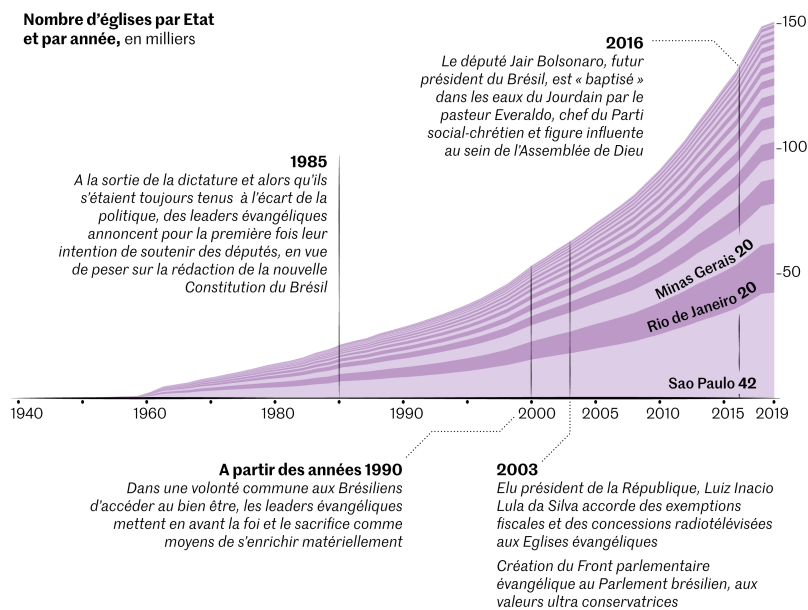 Nombre d’églises par Etat
et par année, en milliers
2016
Le député Jair Bolsonaro, futur
président du Brésil, est « baptisé »
dans les eaux du Jourdain par le
pasteur Everaldo, chef du Parti
social-chrétien et figure influente
au sein de l’Assemblée de Dieu
1985
A la sortie de la dictature et alors qu’ils
s’étaient toujours tenus à l’écart de la
politique, des leaders évangéliques
annoncent pour la première fois leur
intention de soutenir des députés, en vue
de peser sur la rédaction de la nouvelle
Constitution du Brésil
150
100
50
Minas Gerais 20
Rio de Janeiro 20
Sao Paulo 42
1940 1960 1980 1990 2000 2005 2010 2015 2019
A partir des années 1990
Dans une volonté commune aux Brésiliens
d’accéder au bien être, les leaders évangéliques
mettent en avant la foi et le sacrifice comme
moyens de s’enrichir matériellement
2003
Elu président de la République, Luiz Inacio
Lula da Silva accorde des exemptions
fiscales et des concessions radiotélévisées
aux Eglises évangéliques
Création du Front parlementaire
évangélique au Parlement brésilien, aux
valeurs ultra conservatrices